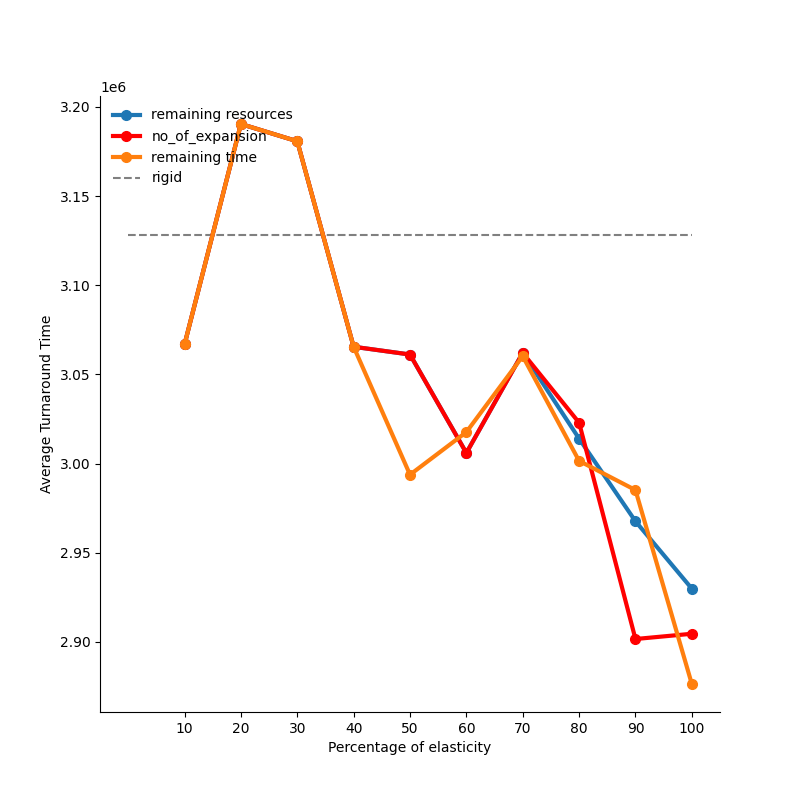 1e6
remaining resources
no_of_expansion
remaining time
rigid
3.20
3.15
3.10
3.05
3.00
2.95
2.90
Average Turnaround Time
10 20 30 40 50 60 70 80 90 100
Percentage of elasticity